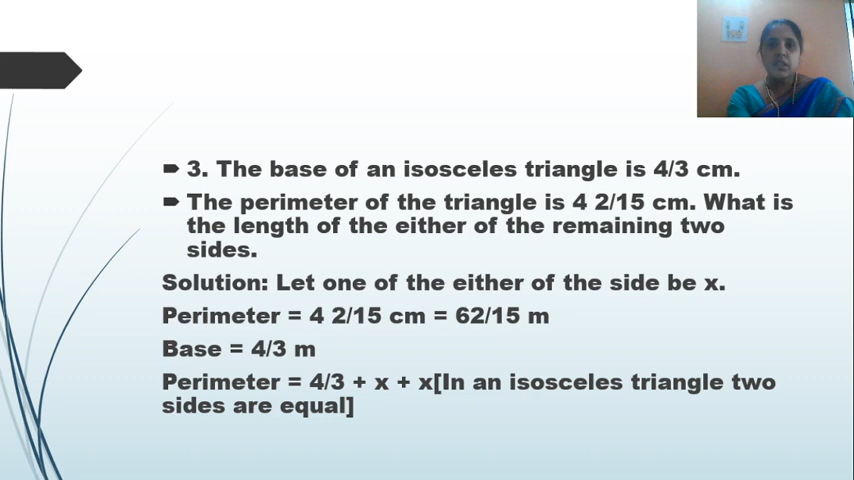 3. The base of an isosceles triangle is 4/3 cm.
The perimeter of the triangle is 4 2/15 cm. What is
the length of the either of the remaining two
sides.
Solution: Let one of the either of the side be x.
Perimeter = 4 2/15 cm = 62/15 m
Base = 4/3 m
Perimeter = 4/3 + x + x[In an isosceles triangle two
sides are equal]